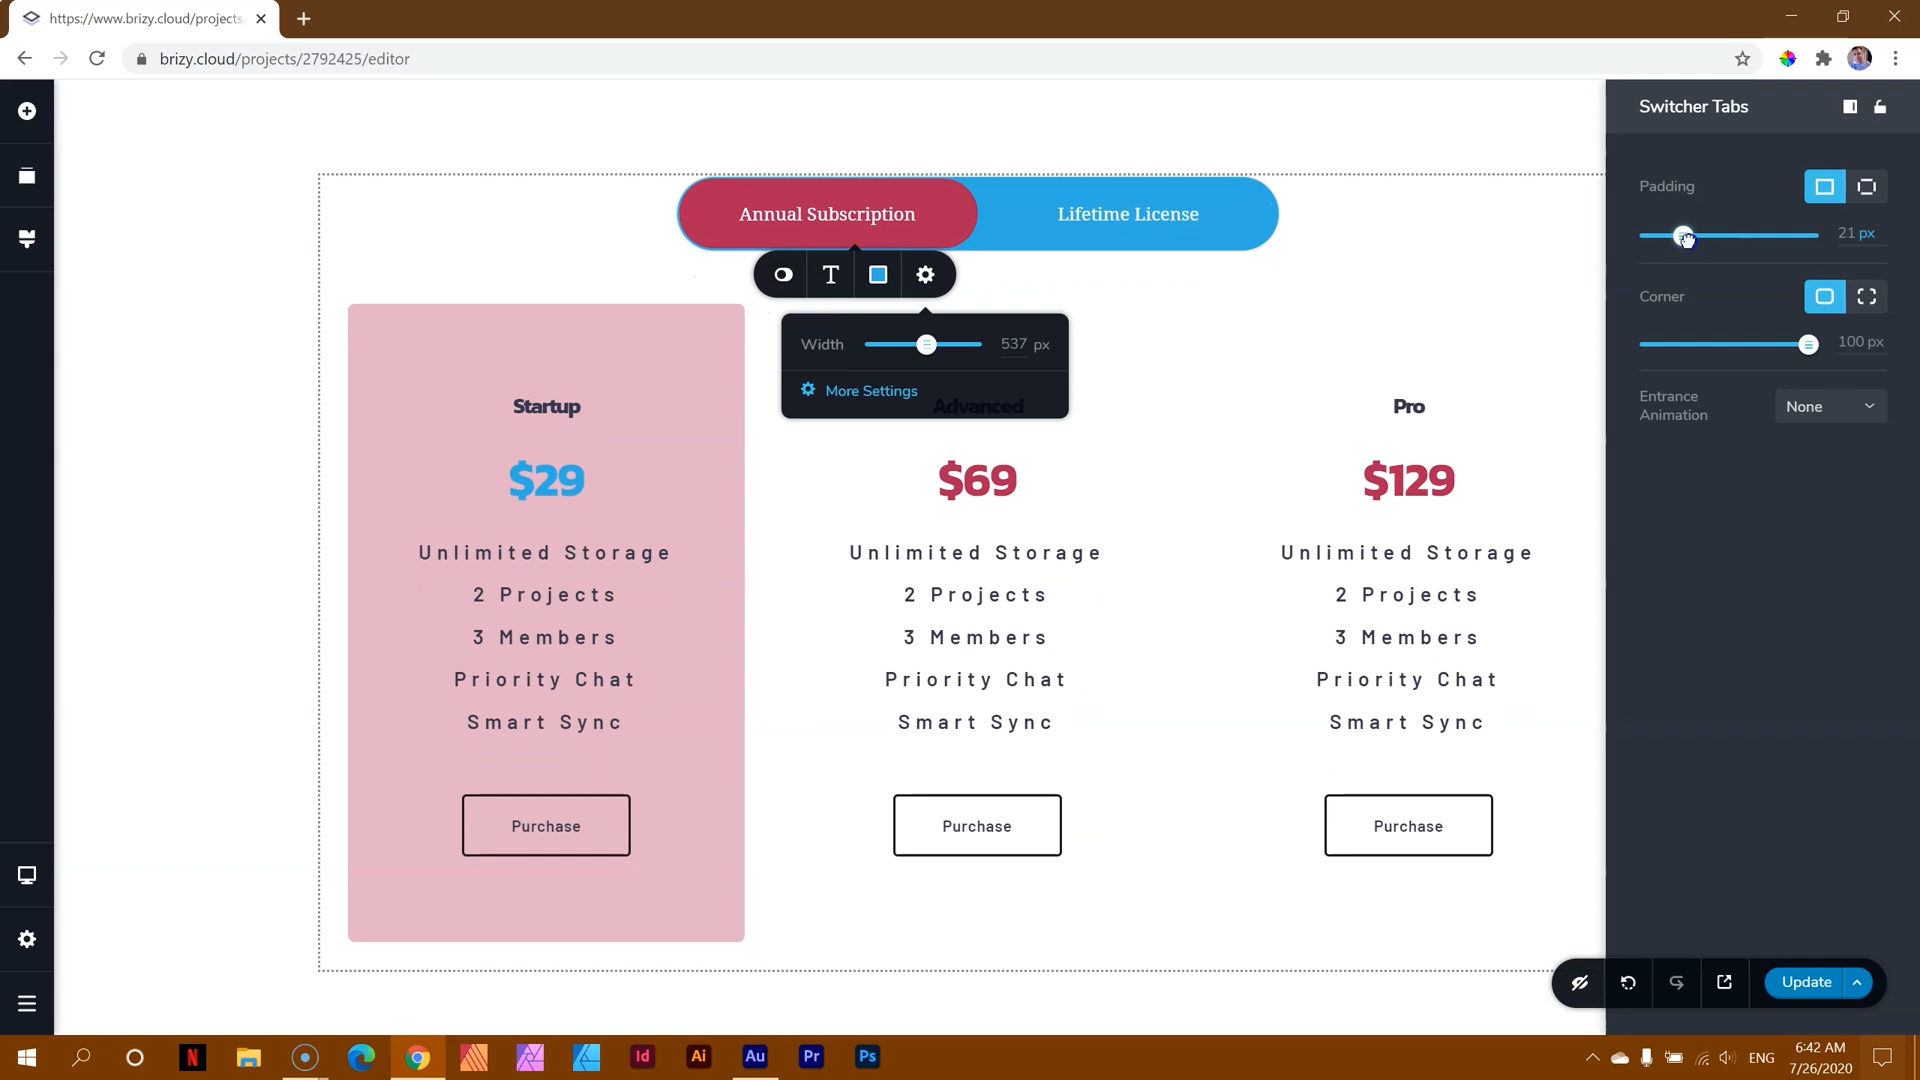 https://www.brizy.cloud/projects
brizy.cloud/projects/2792425/editor
Switcher Tabs
Padding
21 px
Corner
100 px
Entrance
Animation
None
Annual Subscription
Lifetime License
T
Width
537 px
More Settings
Startup
Advanced
Pro
$29
$69
$129
Unlimited Storage
Unlimited Storage
Unlimited Storage
2 Projects
2 Projects
2 Projects
3 Members
3 Members
3 Members
Priority Chat
Priority Chat
Priority Chat
Smart Sync
Smart Sync
Smart Sync
Purchase
Purchase
Purchase
Update
N
Id
Ai
Au
Pr
Ps
ENG
6:42 AM
7/26/2020